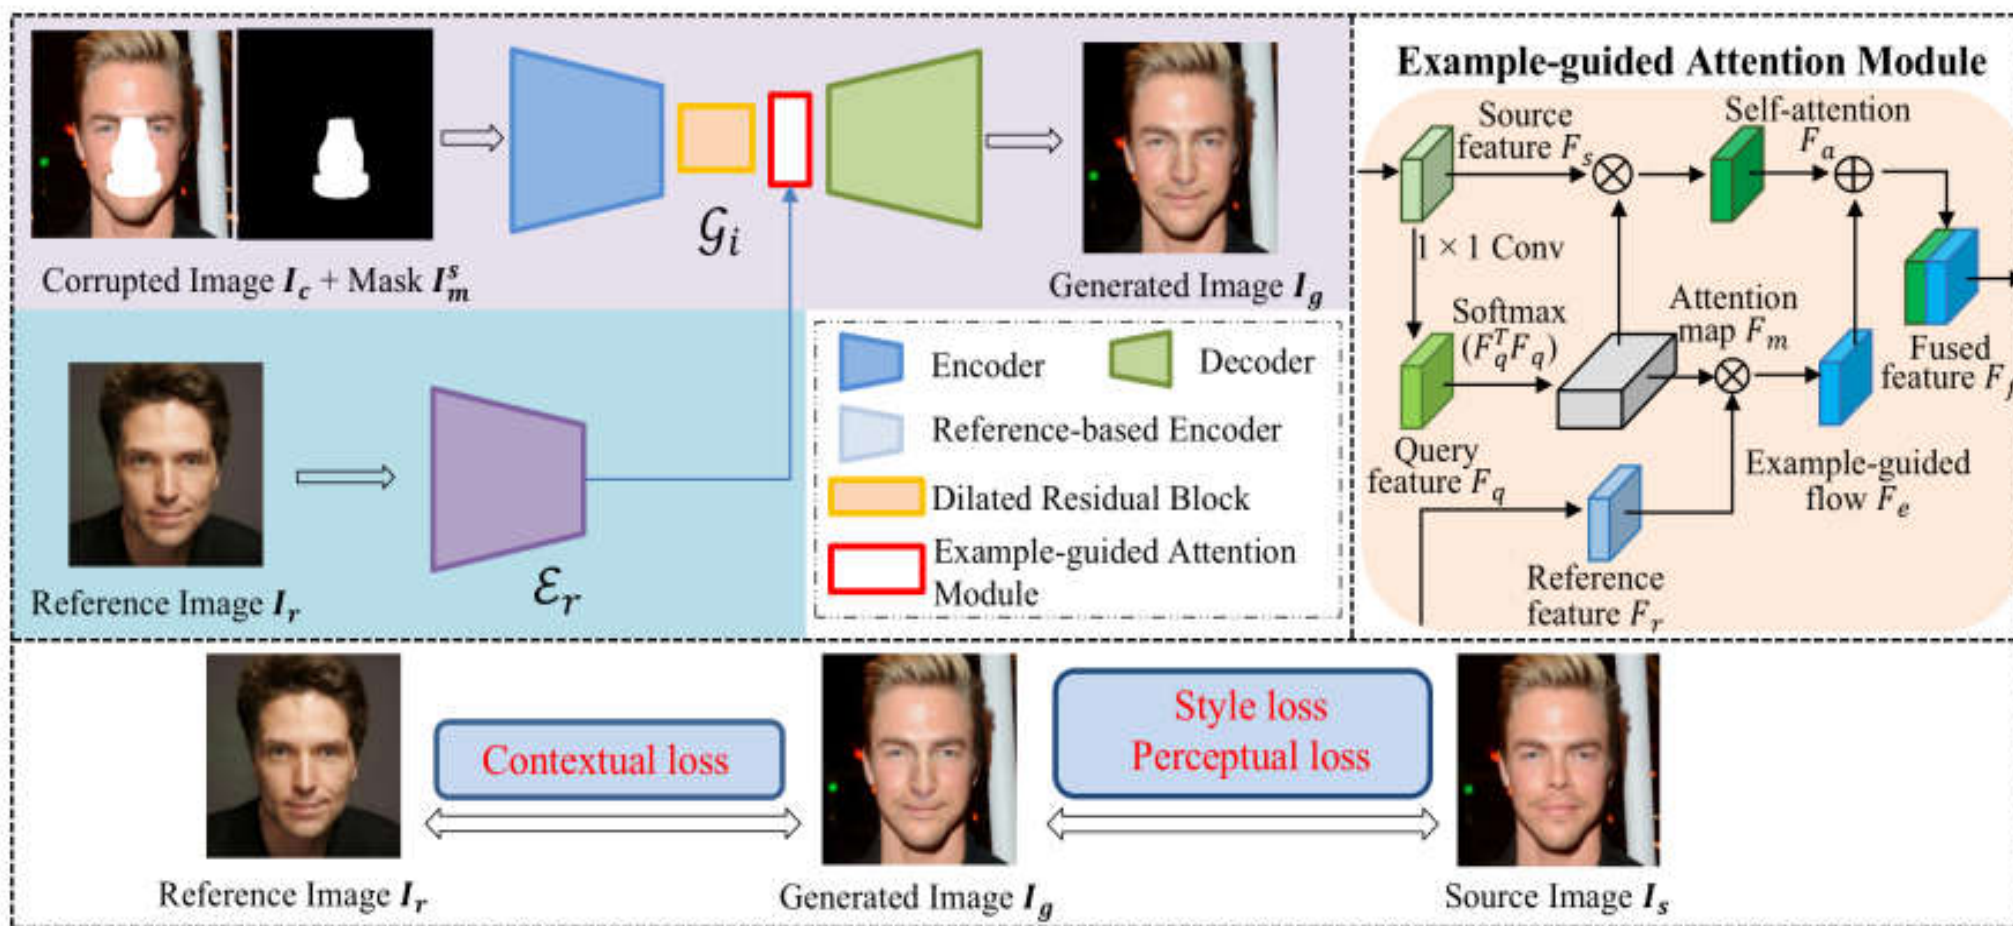 Corrupted Image I_c + Mask I_m^s
G_i
Generated Image I_g
Reference Image I_r
E_r
Encoder
Decoder
Reference-based Encoder
Dilated Residual Block
Example-guided Attention
Module
Example-guided Attention Module
Source
feature F_s
Self-attention
F_a
1 × 1 Conv
Softmax
(F_q^T F_q)
Attention
map F_m
Fused
feature F_f
Query
feature F_q
Example-guided
flow F_e
Reference
feature F_r
Contextual loss
Style loss
Perceptual loss
Reference Image I_r
Generated Image I_g
Source Image I_s